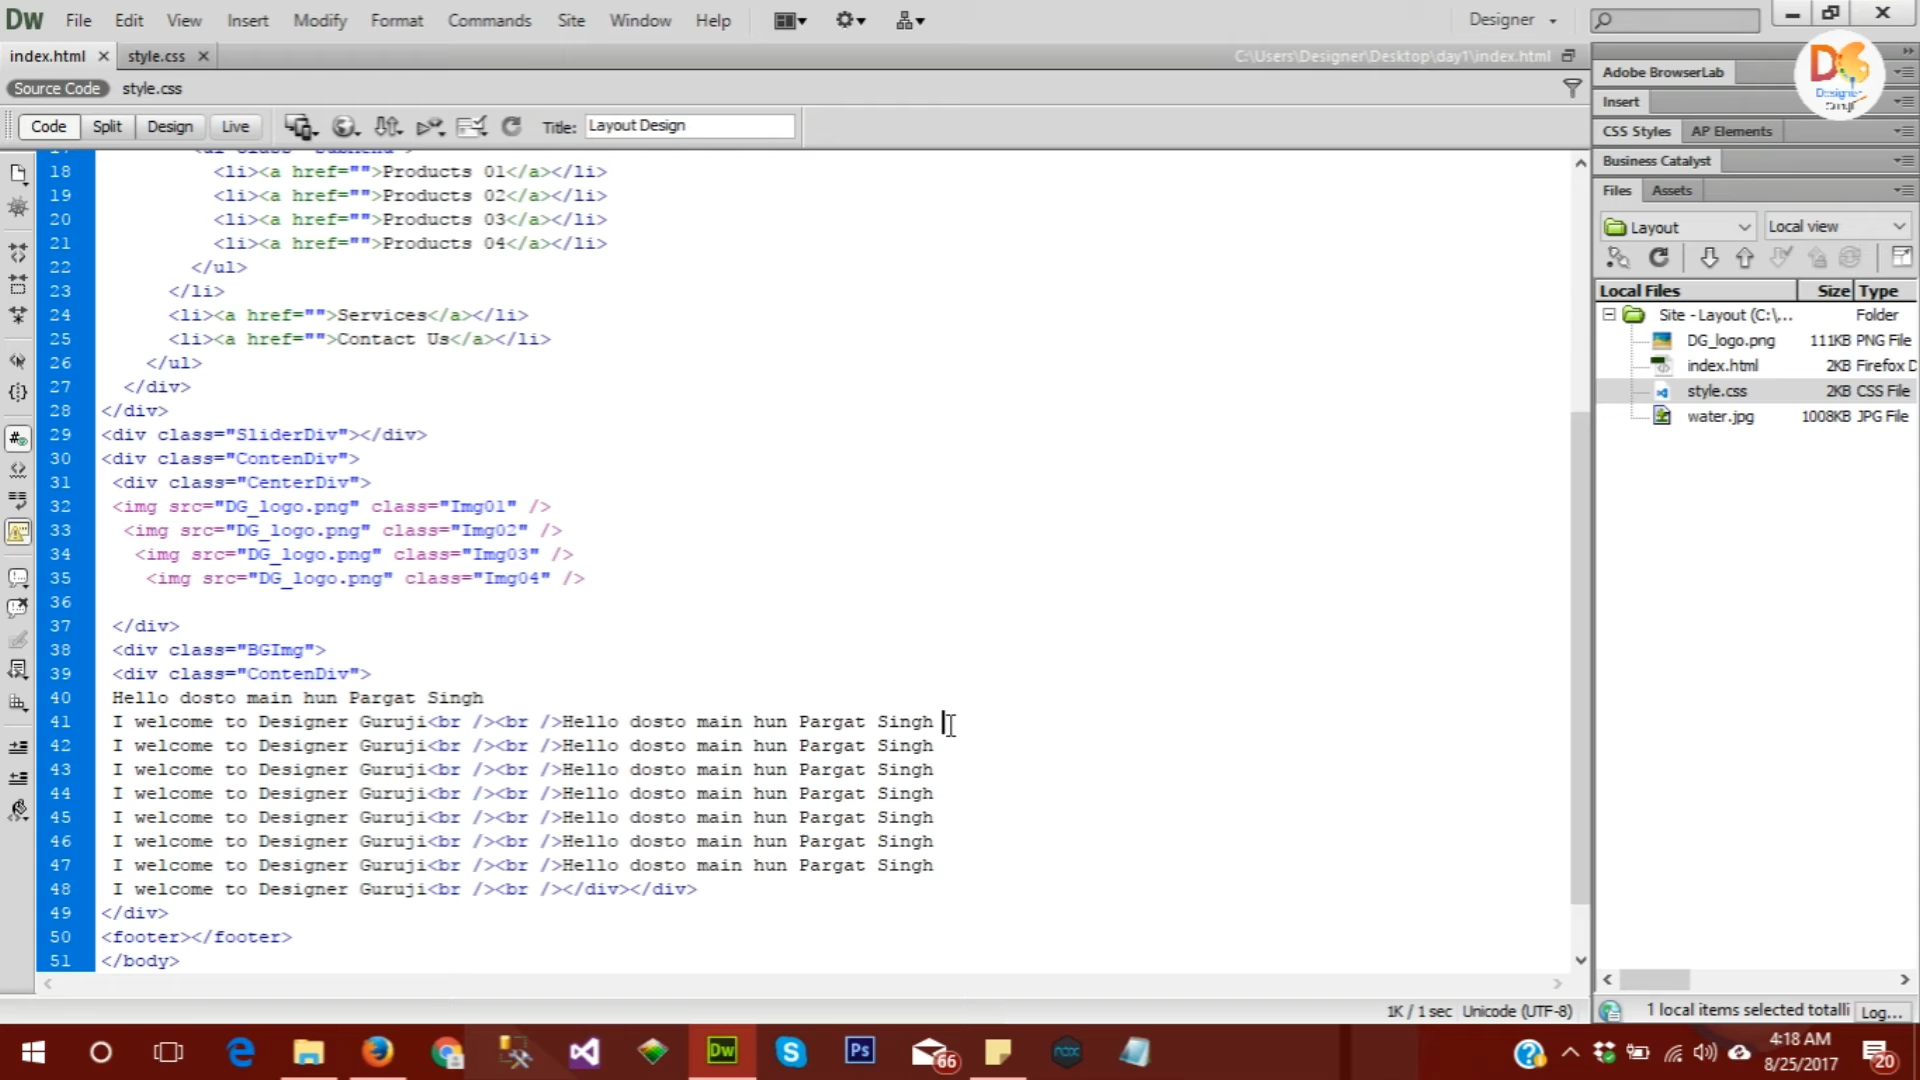 Dw File Edit View Insert Modify Format Commands Site Window Help Designer
index.html style.css C:\Users\Designer\Desktop\day1\index.html
Source Code style.css
Code Split Design Live Title: Layout Design
18 <li><a href="">Products 01</a></li>
19 <li><a href="">Products 02</a></li>
20 <li><a href="">Products 03</a></li>
21 <li><a href="">Products 04</a></li>
22 </ul>
23 </li>
24 <li><a href="">Services</a></li>
25 <li><a href="">Contact Us</a></li>
26 </ul>
27 </div>
28 </div>
29 <div class="SliderDiv"></div>
30 <div class="ContenDiv">
31 <div class="CenterDiv">
32 <img src="DG_logo.png" class="Img01" />
33 <img src="DG_logo.png" class="Img02" />
34 <img src="DG_logo.png" class="Img03" />
35 <img src="DG_logo.png" class="Img04" />
36
37 </div>
38 <div class="BGImg">
39 <div class="ContenDiv">
40 Hello dosto main hun Pargat Singh
41 I welcome to Designer Guruji<br /><br />Hello dosto main hun Pargat Singh
42 I welcome to Designer Guruji<br /><br />Hello dosto main hun Pargat Singh
43 I welcome to Designer Guruji<br /><br />Hello dosto main hun Pargat Singh
44 I welcome to Designer Guruji<br /><br />Hello dosto main hun Pargat Singh
45 I welcome to Designer Guruji<br /><br />Hello dosto main hun Pargat Singh
46 I welcome to Designer Guruji<br /><br />Hello dosto main hun Pargat Singh
47 I welcome to Designer Guruji<br /><br />Hello dosto main hun Pargat Singh
48 I welcome to Designer Guruji<br /><br /></div></div>
49 </div>
50 <footer></footer>
51 </body>
1K / 1 sec Unicode (UTF-8)
Adobe BrowserLab
Insert
CSS Styles AP Elements
Business Catalyst
Files Assets
Layout Local view
Local Files Size Type
Site - Layout (C:\... Folder
DG_logo.png 111KB PNG File
index.html 2KB Firefox D
style.css 2KB CSS File
water.jpg 1008KB JPG File
1 local items selected totalli Log...
DG
Designer
Guruji
Dw Ps 66 nox
4:18 AM
8/25/2017
20